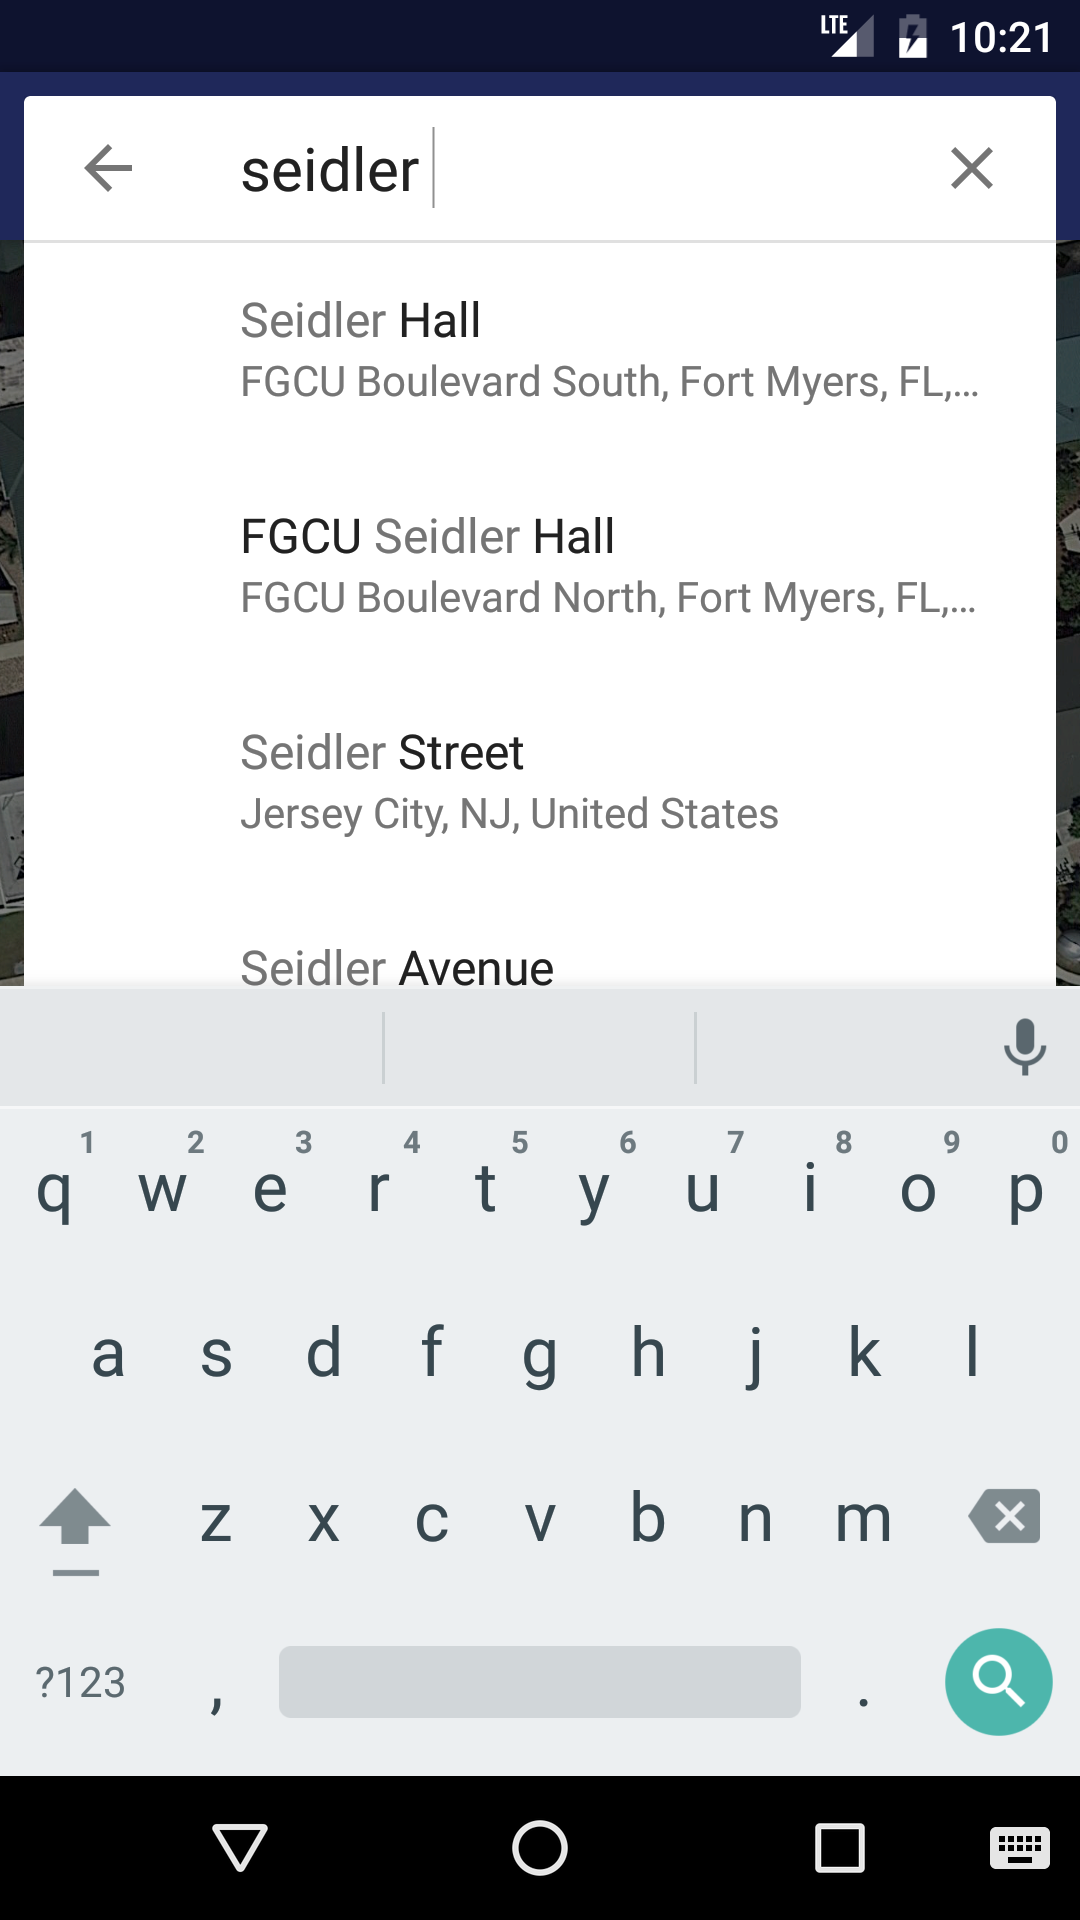 LTE 10:21
seidler
Seidler Hall
FGCU Boulevard South, Fort Myers, FL,...
FGCU Seidler Hall
FGCU Boulevard North, Fort Myers, FL,...
Seidler Street
Jersey City, NJ, United States
Seidler Avenue
1 2 3 4 5 6 7 8 9 0
q w e r t y u i o p
a s d f g h j k l
z x c v b n m
?123 , .